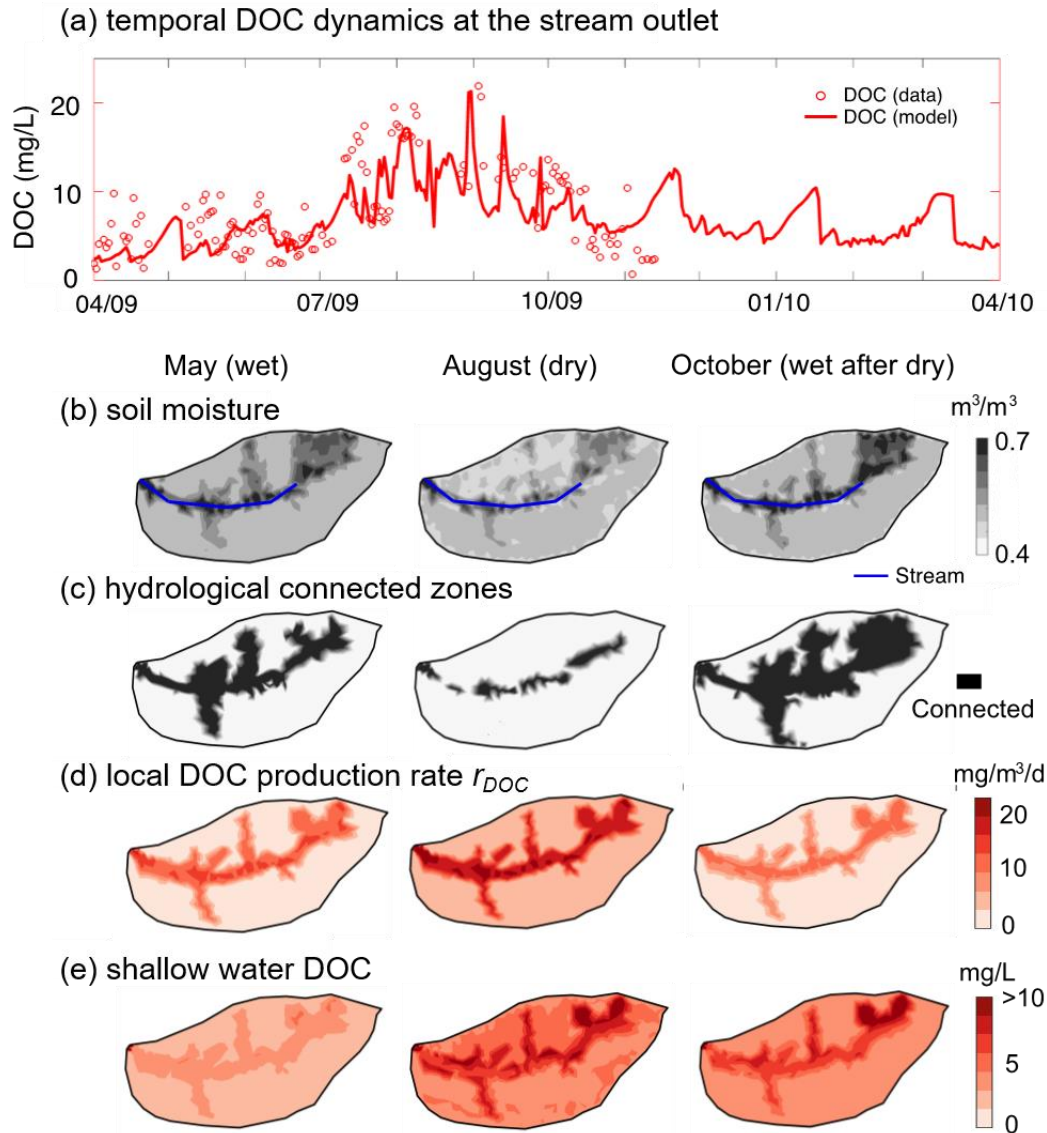 (a) temporal DOC dynamics at the stream outlet
DOC (mg/L)
20
10
0
DOC (data)
DOC (model)
04/09 07/09 10/09 01/10 04/10
May (wet) August (dry) October (wet after dry)
(b) soil moisture
m³/m³
0.7
0.4
Stream
(c) hydrological connected zones
Connected
(d) local DOC production rate r_DOC
mg/m³/d
20
10
0
(e) shallow water DOC
mg/L
>10
5
0